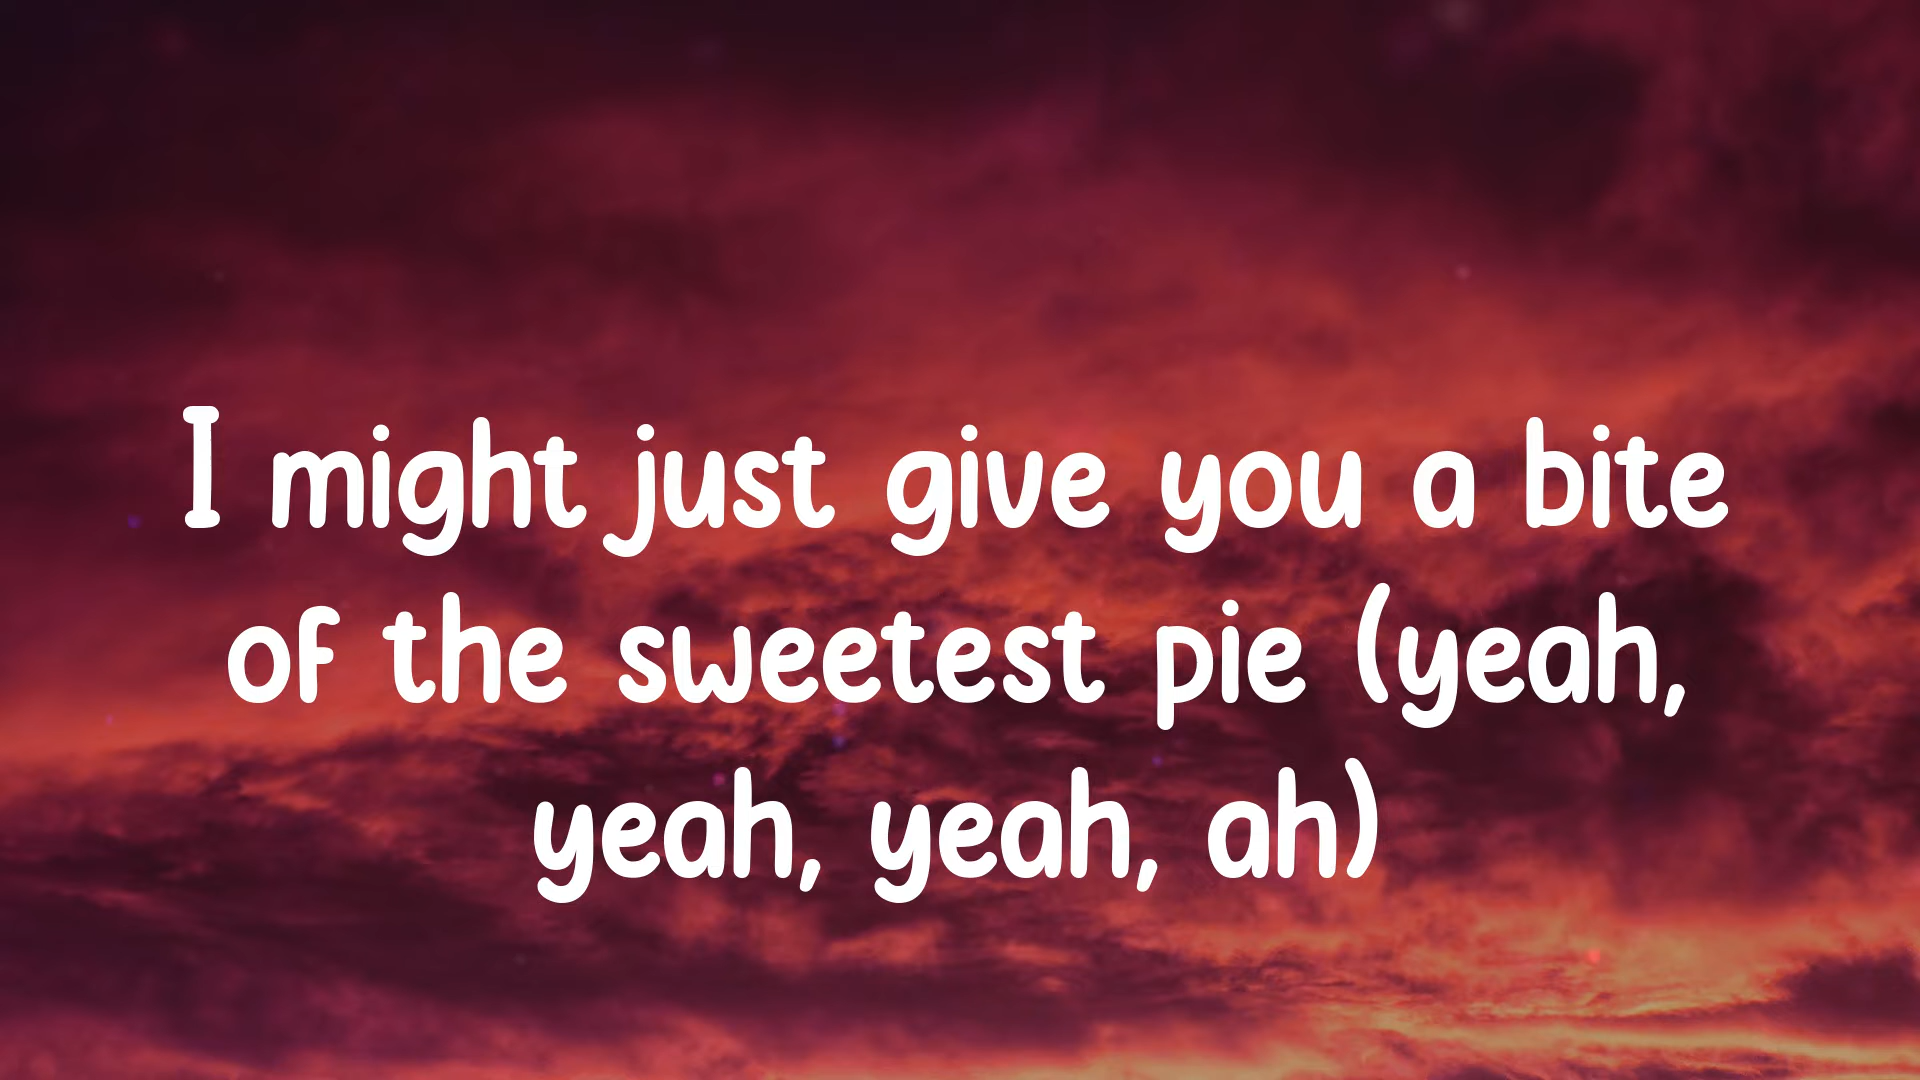 I might just give you a bite
of the sweetest pie (yeah,
yeah, yeah, ah)